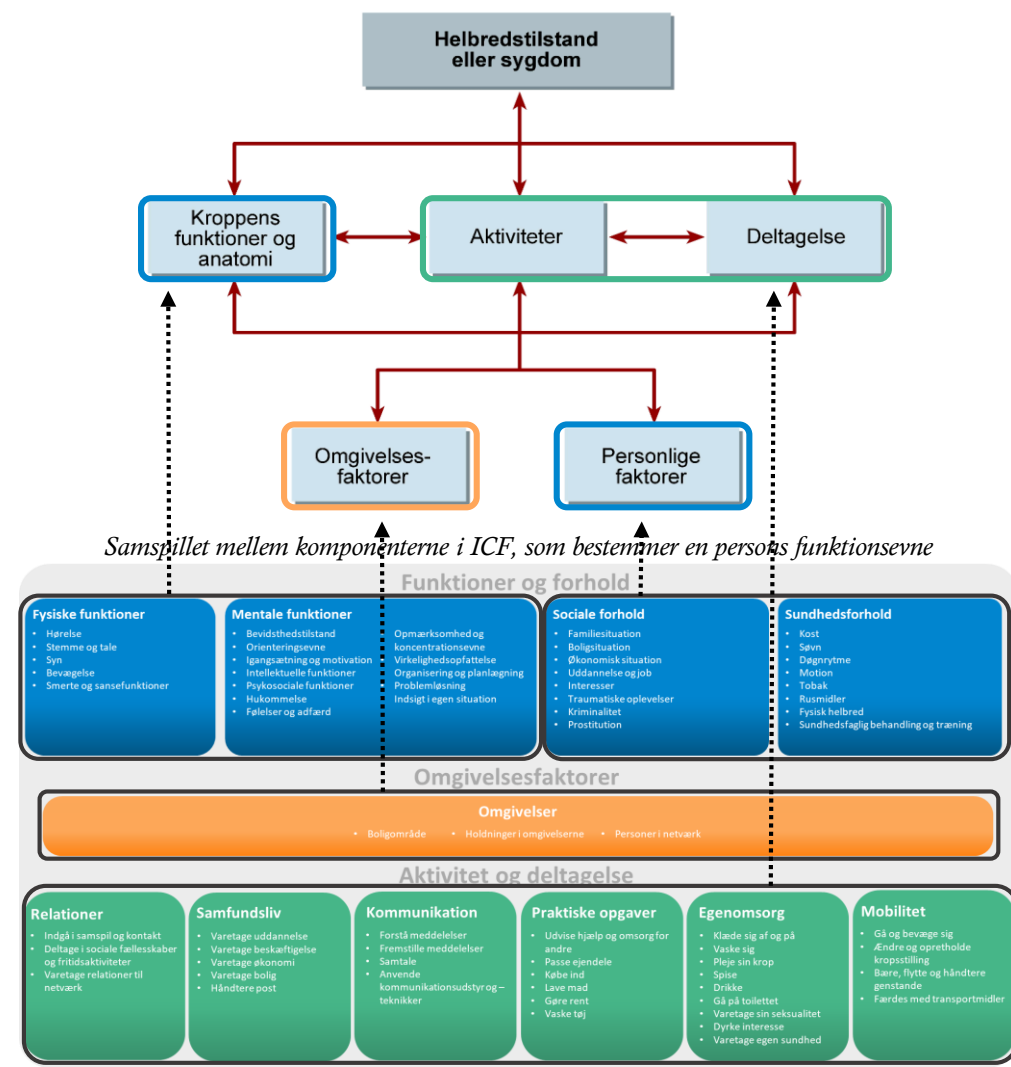 Helbredstilstand
eller sygdom
Kroppens
funktioner og
anatomi
Aktiviteter
Deltagelse
Omgivelses-
faktorer
Personlige
faktorer
Samspillet mellem komponenterne i ICF, som bestemmer en persons funktionsevne
Funktioner og forhold
Fysiske funktioner
• Hørelse
• Stemme og tale
• Syn
• Bevægelse
• Smerte og sansefunktioner
Mentale funktioner
• Bevidsthedstilstand
• Orienteringsevne
• Igangsætning og motivation
• Intellektuelle funktioner
• Psykosociale funktioner
• Hukommelse
• Følelser og adfærd
Opmærksomhed og
koncentrationsevne
• Virkelighedsopfattelse
• Organisering og planlægning
• Problemløsning
• Indsigt i egen situation
Sociale forhold
• Familiesituation
• Boligsituation
• Økonomisk situation
• Uddannelse og job
• Interesser
• Traumatiske oplevelser
• Kriminalitet
• Prostitution
Sundhedsforhold
• Kost
• Søvn
• Døgnrytme
• Motion
• Tobak
• Rusmidler
• Fysisk helbred
• Sundhedsfaglig behandling og træning
Omgivelsesfaktorer
Omgivelser
• Boligområde • Holdninger i omgivelserne • Personer i netværk
Aktivitet og deltagelse
Relationer
• Indgå i samspil og kontakt
• Deltage i sociale fællesskaber
og fritidsaktiviteter
• Varetage relationer til
netværk
Samfundsliv
• Varetage uddannelse
• Varetage beskæftigelse
• Varetage økonomi
• Varetage bolig
• Håndtere post
Kommunikation
• Forstå meddelelser
• Fremstille meddelelser
• Samtale
• Anvende
kommunikationsudstyr og –
teknikker
Praktiske opgaver
• Udvise hjælp og omsorg for
andre
• Passe ejendele
• Købe ind
• Lave mad
• Gøre rent
• Vaske tøj
Egenomsorg
• Klæde sig af og på
• Vaske sig
• Pleje sin krop
• Spise
• Drikke
• Gå på toilettet
• Varetage sin seksualitet
• Dyrke interesse
• Varetage egen sundhed
Mobilitet
• Gå og bevæge sig
• Ændre og opretholde
kropsstilling
• Bære, flytte og håndtere
genstande
• Færdes med transportmidler